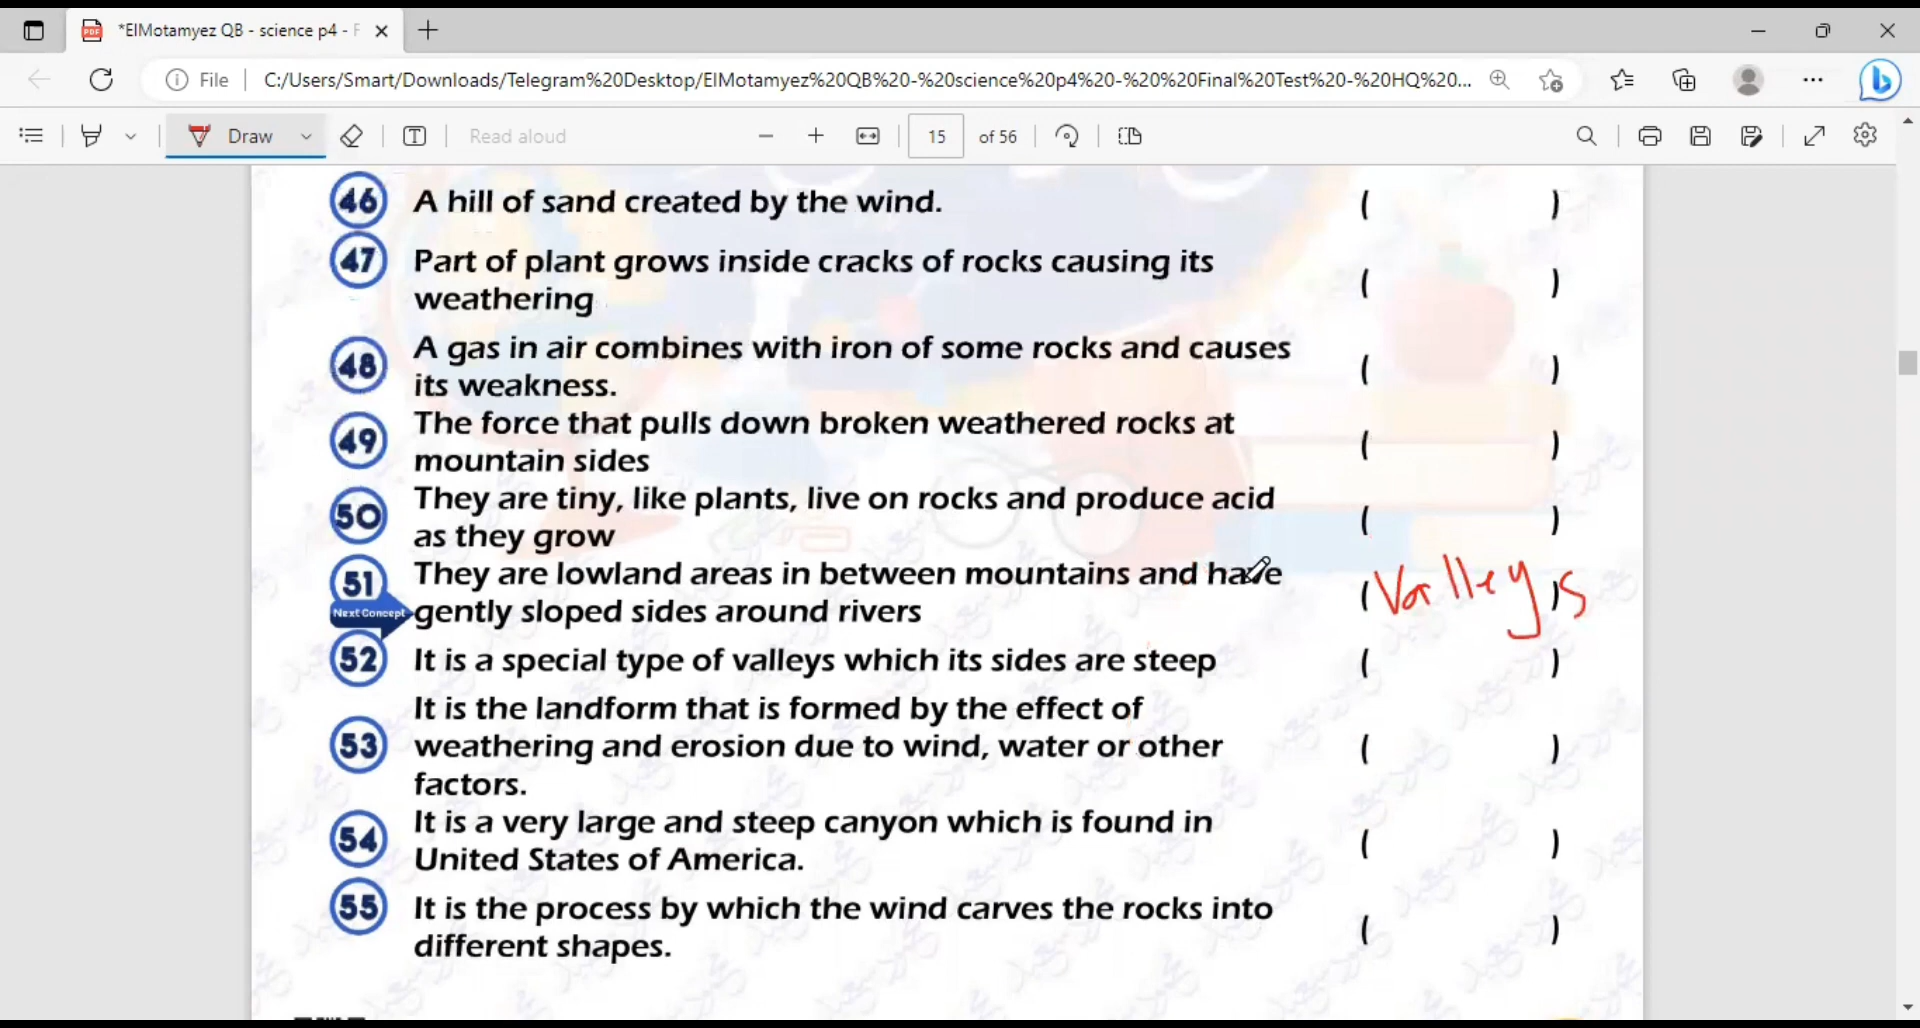 *ElMotamyez QB - science p4 - F
File
C:/Users/Smart/Downloads/Telegram%20Desktop/ElMotamyez%20QB%20-%20science%20p4%20-%20%20Final%20Test%20-%20HQ%20...
Draw
Read aloud
15 of 56
46 A hill of sand created by the wind. ( )
47 Part of plant grows inside cracks of rocks causing its
weathering ( )
48 A gas in air combines with iron of some rocks and causes
its weakness. ( )
49 The force that pulls down broken weathered rocks at
mountain sides ( )
50 They are tiny, like plants, live on rocks and produce acid
as they grow ( )
51 They are lowland areas in between mountains and have
Next Concept gently sloped sides around rivers (Valleys)
52 It is a special type of valleys which its sides are steep ( )
It is the landform that is formed by the effect of
53 weathering and erosion due to wind, water or other ( )
factors.
54 It is a very large and steep canyon which is found in
United States of America. ( )
55 It is the process by which the wind carves the rocks into
different shapes. ( )